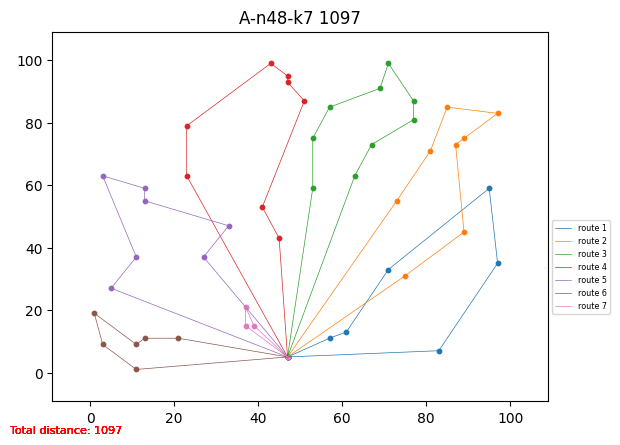 A-n48-k7 1097
100
80
60
40
20
0
0 20 40 60 80 100
route 1
route 2
route 3
route 4
route 5
route 6
route 7
Total distance: 1097